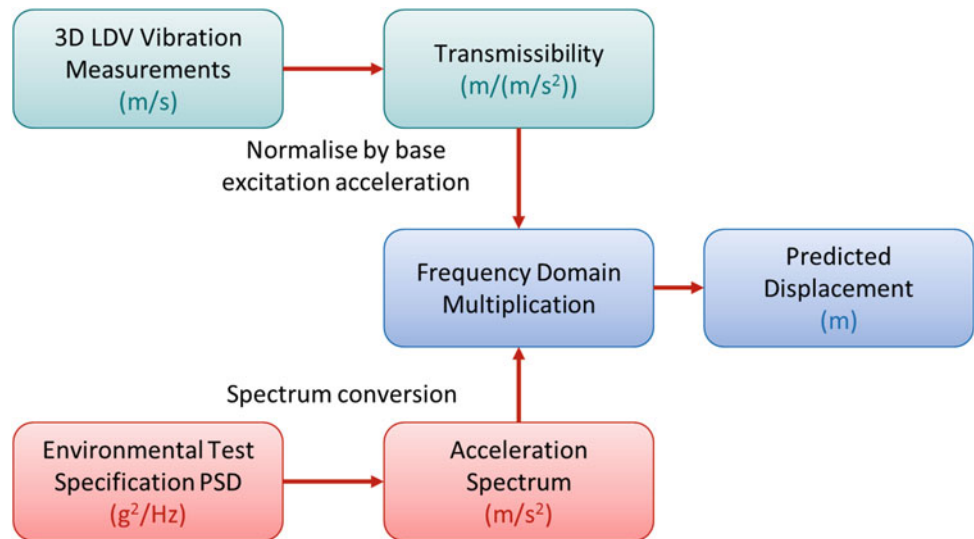 3D LDV Vibration
Measurements
(m/s)
Transmissibility
(m/(m/s²))
Normalise by base
excitation acceleration
Frequency Domain
Multiplication
Predicted
Displacement
(m)
Spectrum conversion
Environmental Test
Specification PSD
(g²/Hz)
Acceleration
Spectrum
(m/s²)